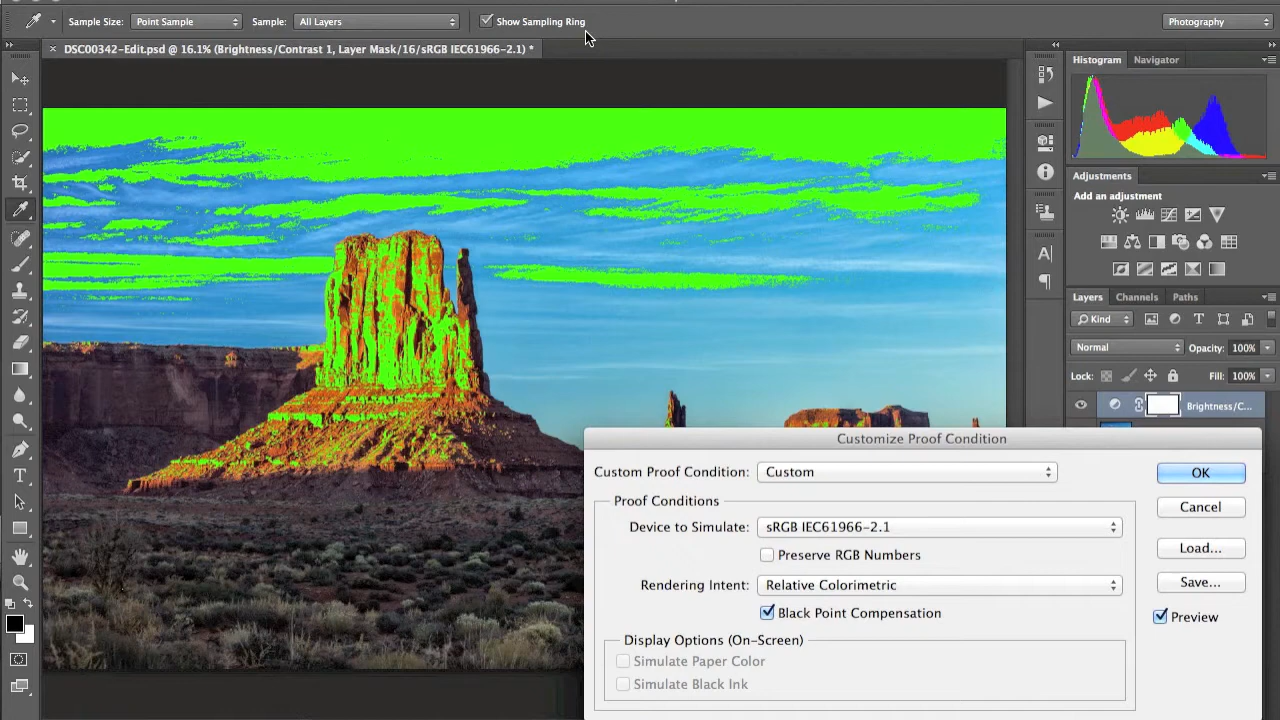 Sample Size: Point Sample Sample: All Layers Show Sampling Ring Photography
× DSC00342-Edit.psd @ 16.1% (Brightness/Contrast 1, Layer Mask/16/sRGB IEC61966-2.1) *
Histogram Navigator
Adjustments
Add an adjustment
Layers Channels Paths
Kind
Normal Opacity: 100%
Lock: Fill: 100%
Brightness/C...
Customize Proof Condition
Custom Proof Condition: Custom
OK
Proof Conditions
Cancel
Device to Simulate: sRGB IEC61966-2.1
Load...
Preserve RGB Numbers
Rendering Intent: Relative Colorimetric
Save...
Black Point Compensation
Preview
Display Options (On-Screen)
Simulate Paper Color
Simulate Black Ink